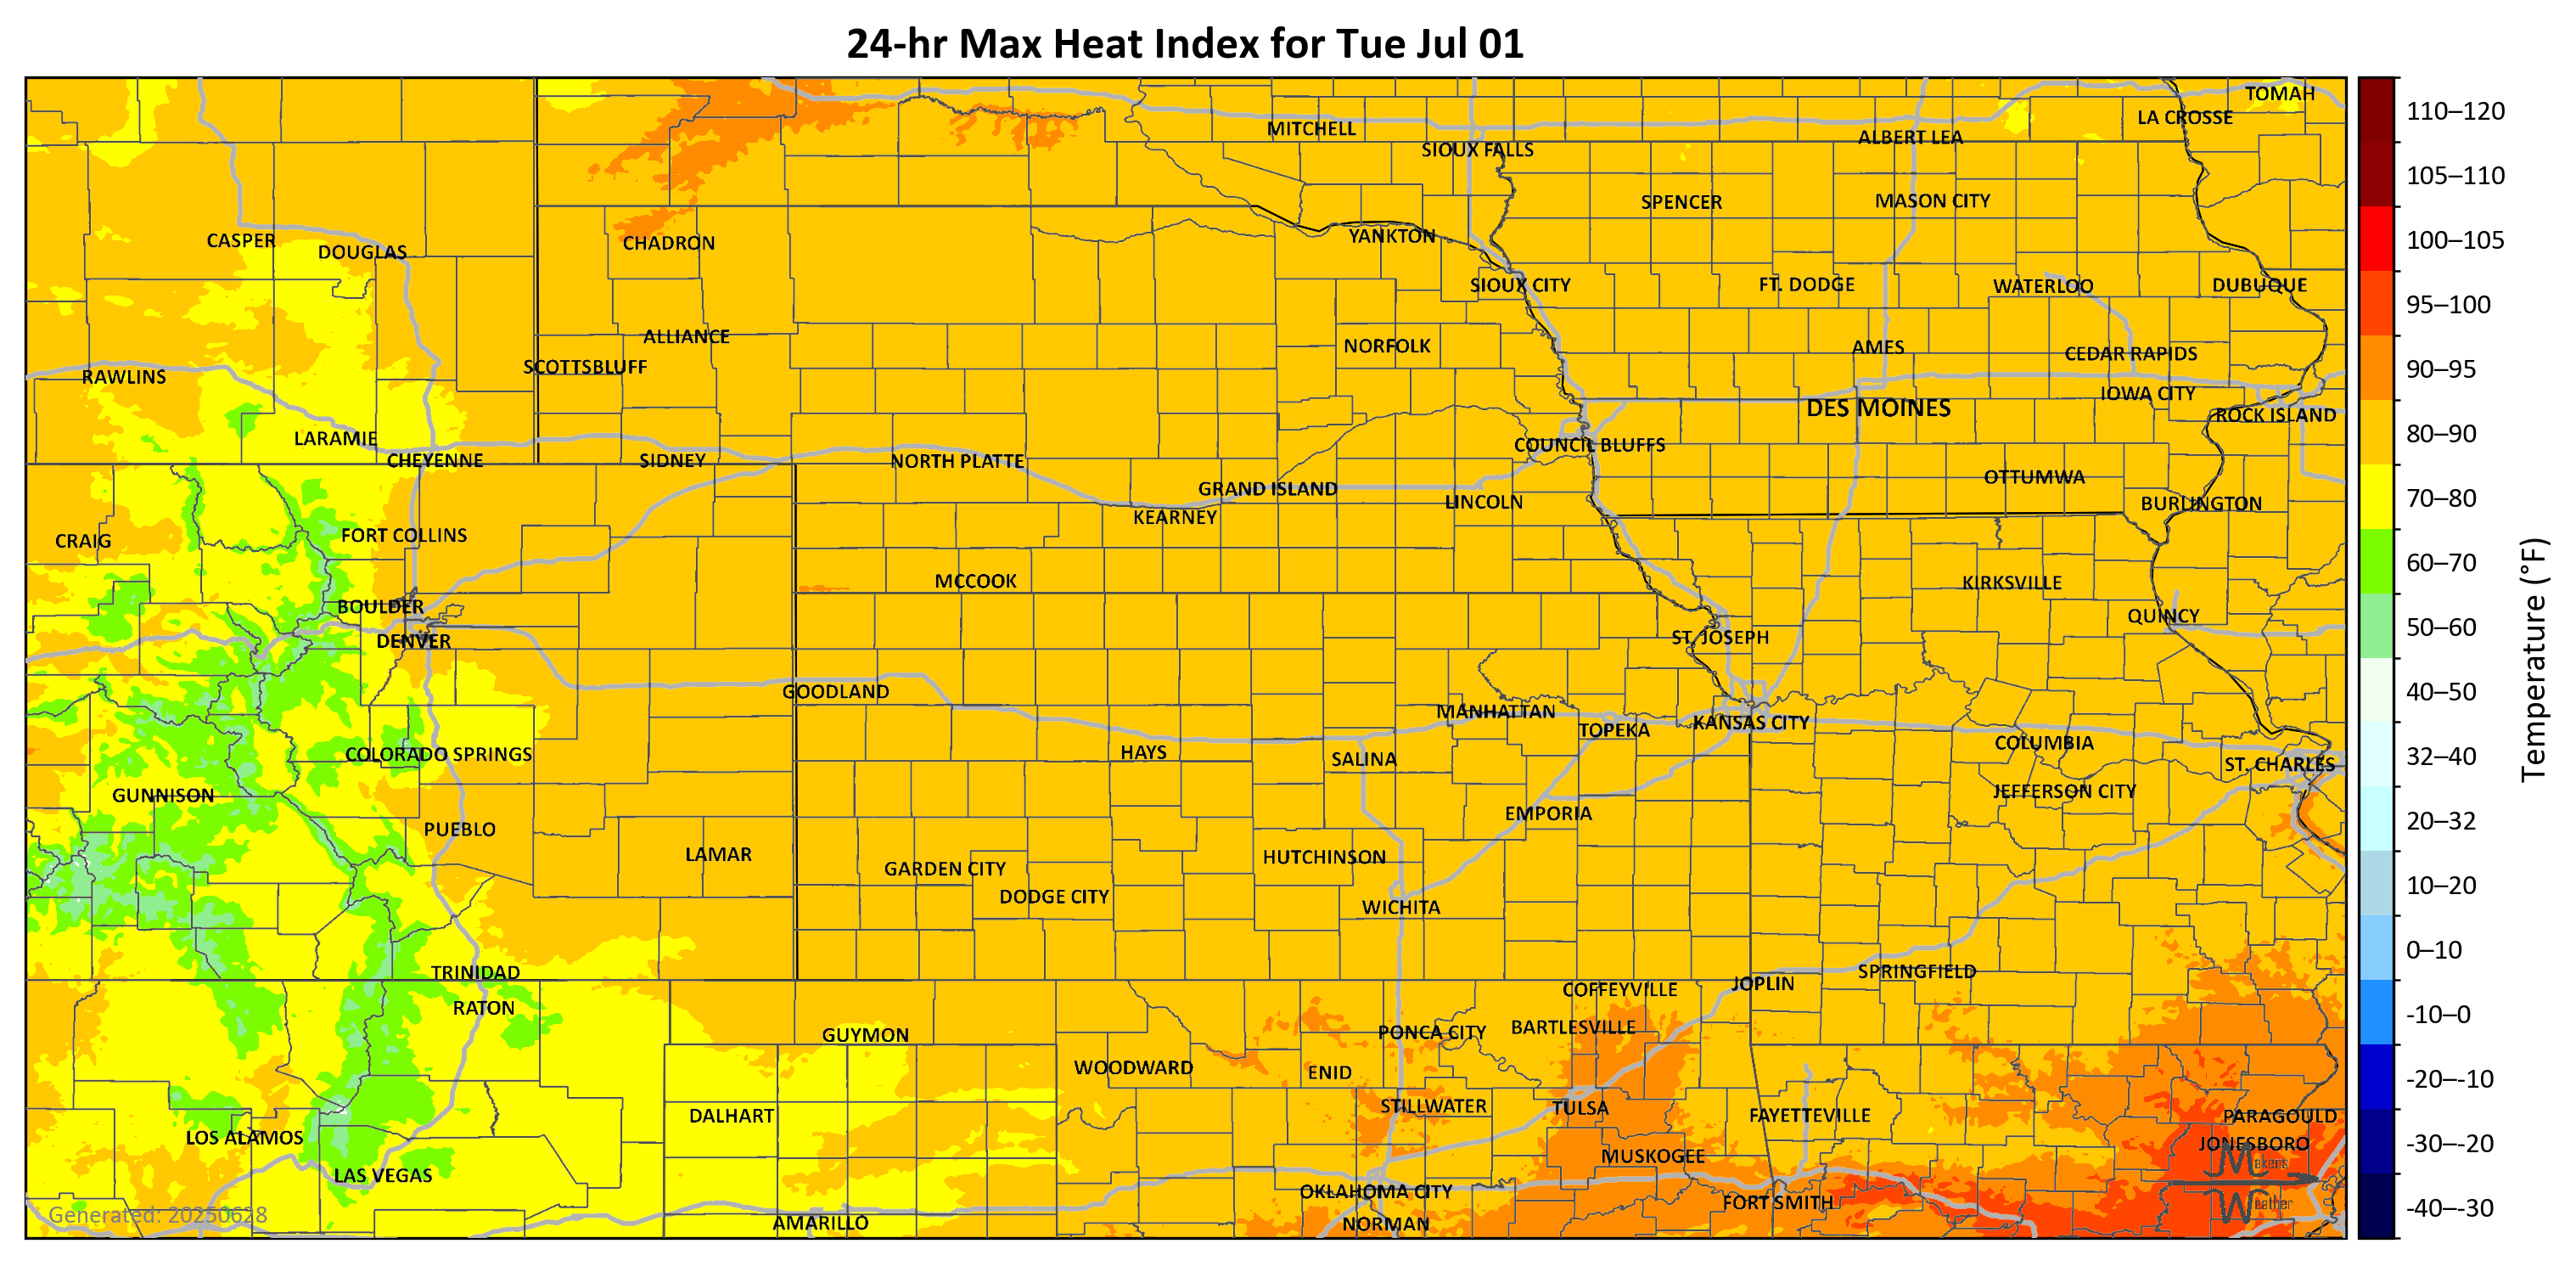 24-hr Max Heat Index for Tue Jul 01
TOMAH
LA CROSSE
MITCHELL
ALBERT LEA
SIOUX FALLS
SPENCER
MASON CITY
CASPER
DOUGLAS
CHADRON
YANKTON
SIOUX CITY
FT. DODGE
WATERLOO
DUBUQUE
ALLIANCE
NORFOLK
AMES
CEDAR RAPIDS
SCOTTSBLUFF
RAWLINS
IOWA CITY
DES MOINES
ROCK ISLAND
LARAMIE
COUNCIL BLUFFS
CHEYENNE
SIDNEY
NORTH PLATTE
OTTUMWA
GRAND ISLAND
LINCOLN
BURLINGTON
KEARNEY
CRAIG
FORT COLLINS
MCCOOK
KIRKSVILLE
BOULDER
QUINCY
DENVER
ST. JOSEPH
GOODLAND
MANHATTAN
TOPEKA
KANSAS CITY
COLUMBIA
COLORADO SPRINGS
HAYS
SALINA
ST. CHARLES
GUNNISON
JEFFERSON CITY
EMPORIA
PUEBLO
LAMAR
HUTCHINSON
GARDEN CITY
DODGE CITY
WICHITA
TRINIDAD
SPRINGFIELD
JOPLIN
COFFEYVILLE
RATON
GUYMON
PONCA CITY
BARTLESVILLE
WOODWARD
ENID
STILLWATER
TULSA
DALHART
FAYETTEVILLE
PARAGOULD
LOS ALAMOS
JONESBORO
MUSKOGEE
LAS VEGAS
OKLAHOMA CITY
FORT SMITH
AMARILLO
NORMAN
Makens
Weather
Generated: 20250628
110–120
105–110
100–105
95–100
90–95
80–90
70–80
60–70
50–60
40–50
32–40
20–32
10–20
0–10
-10–0
-20–-10
-30–-20
-40–-30
Temperature (°F)